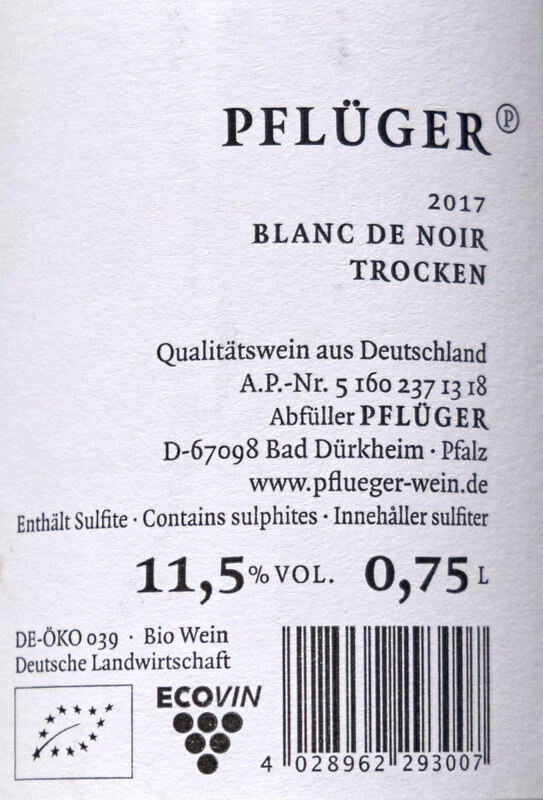 PFLÜGER Ⓟ
2017
BLANC DE NOIR
TROCKEN
Qualitätswein aus Deutschland
A.P.-Nr. 5 160 237 13 18
Abfüller PFLÜGER
D-67098 Bad Dürkheim · Pfalz
www.pflueger-wein.de
Enthält Sulfite · Contains sulphites · Innehåller sulfiter
11,5% VOL. 0,75 L
DE-ÖKO 039 · Bio Wein
Deutsche Landwirtschaft
ECOVIN
4 028962 293007